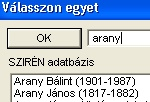 Válasszon egyet
OK arany
SZIRÉN adatbázis
Arany Bálint (1901-1987)
Arany János (1817-1882)